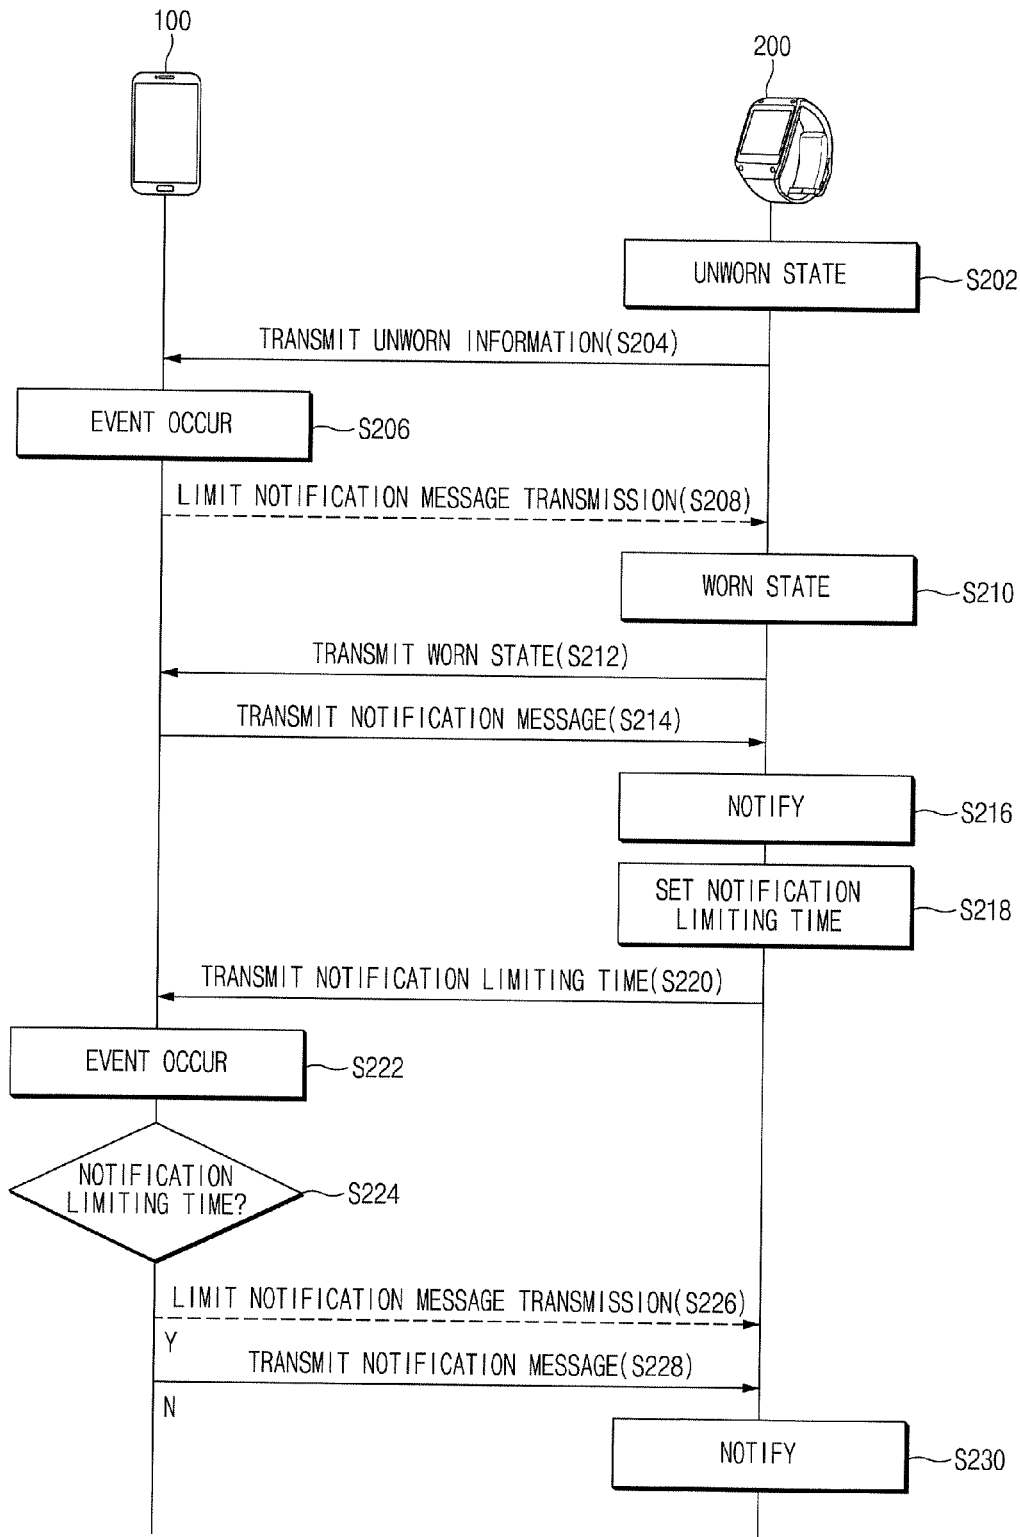 100
200
UNWORN STATE
S202
TRANSMIT UNWORN INFORMATION(S204)
EVENT OCCUR
S206
LIMIT NOTIFICATION MESSAGE TRANSMISSION(S208)
WORN STATE
S210
TRANSMIT WORN STATE(S212)
TRANSMIT NOTIFICATION MESSAGE(S214)
NOTIFY
S216
SET NOTIFICATION
LIMITING TIME
S218
TRANSMIT NOTIFICATION LIMITING TIME(S220)
EVENT OCCUR
S222
NOTIFICATION
LIMITING TIME?
S224
LIMIT NOTIFICATION MESSAGE TRANSMISSION(S226)
Y
TRANSMIT NOTIFICATION MESSAGE(S228)
N
NOTIFY
S230